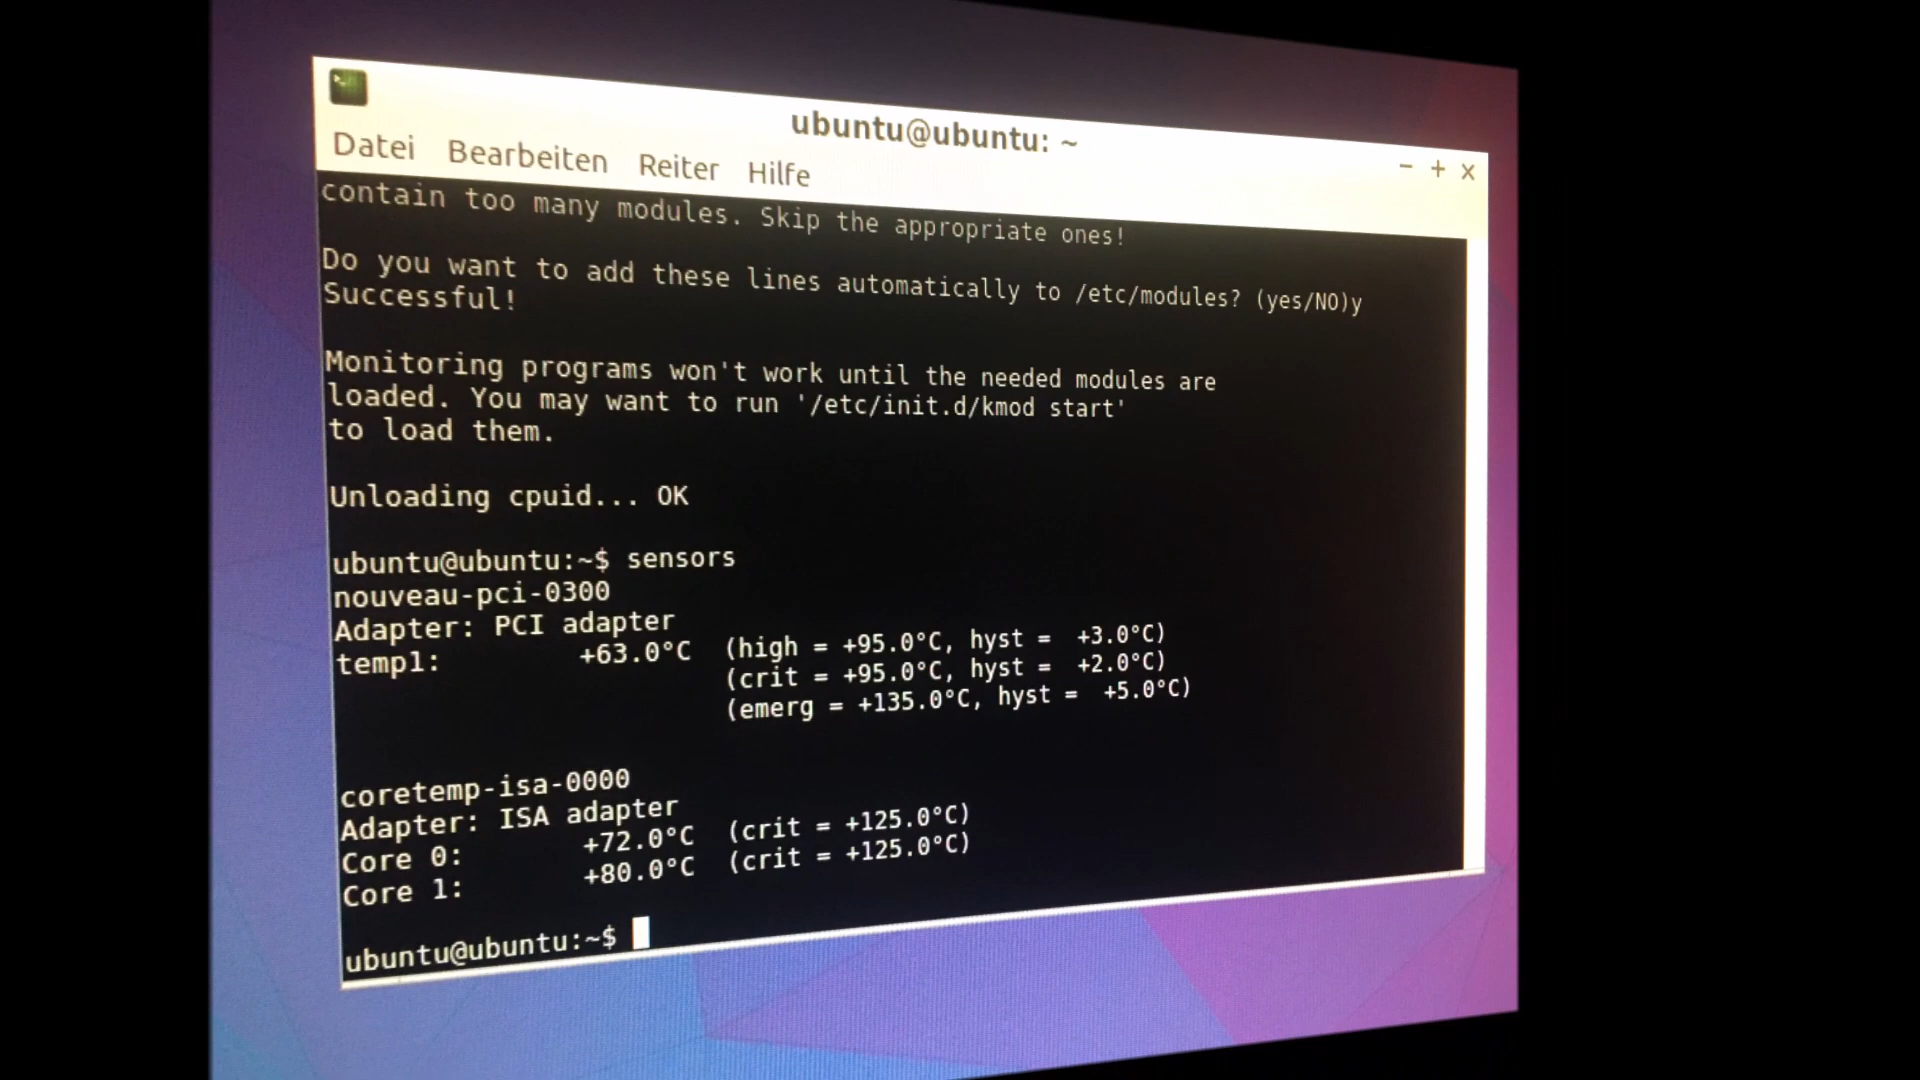 ubuntu@ubuntu: ~
Datei Bearbeiten Reiter Hilfe
contain too many modules. Skip the appropriate ones!
Do you want to add these lines automatically to /etc/modules? (yes/NO)y
Successful!
Monitoring programs won't work until the needed modules are
loaded. You may want to run '/etc/init.d/kmod start'
to load them.
Unloading cpuid... OK
ubuntu@ubuntu:~$ sensors
nouveau-pci-0300
Adapter: PCI adapter
temp1: +63.0°C (high = +95.0°C, hyst = +3.0°C)
(crit = +95.0°C, hyst = +2.0°C)
(emerg = +135.0°C, hyst = +5.0°C)
coretemp-isa-0000
Adapter: ISA adapter
Core 0: +72.0°C (crit = +125.0°C)
Core 1: +80.0°C (crit = +125.0°C)
ubuntu@ubuntu:~$